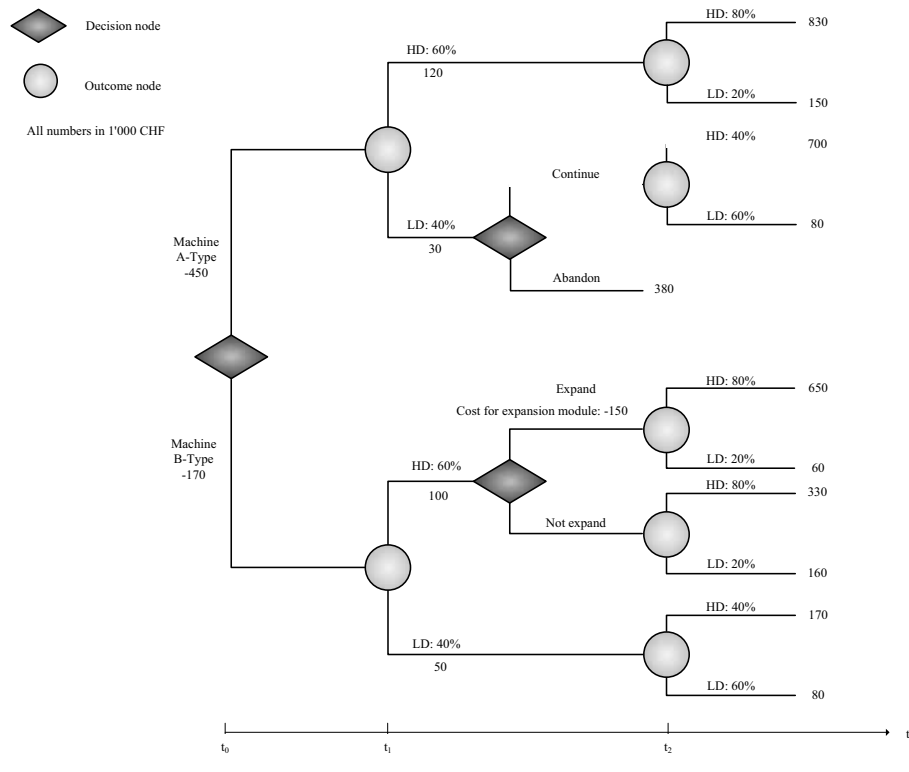 Decision node
Outcome node
All numbers in 1'000 CHF
HD: 80%
830
HD: 60%
120
LD: 20%
150
HD: 40%
700
Continue
LD: 40%
30
LD: 60%
80
Machine
A-Type
-450
Abandon
380
Expand
Cost for expansion module: -150
HD: 80%
650
Machine
B-Type
-170
HD: 60%
100
LD: 20%
60
HD: 80%
330
Not expand
LD: 20%
160
HD: 40%
170
LD: 40%
50
LD: 60%
80
t
t₀
t₁
t₂